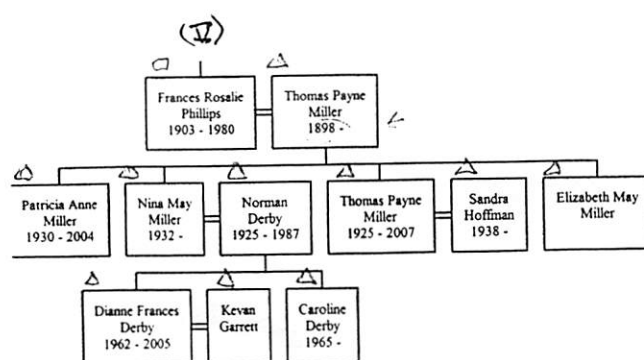 (V)
Frances Rosalie
Phillips
1903 - 1980
Thomas Payne
Miller
1898 -
Patricia Anne
Miller
1930 - 2004
Nina May
Miller
1932 -
Norman
Derby
1925 - 1987
Thomas Payne
Miller
1925 - 2007
Sandra
Hoffman
1938 -
Elizabeth May
Miller
Dianne Frances
Derby
1962 - 2005
Kevan
Garrett
Caroline
Derby
1965 -